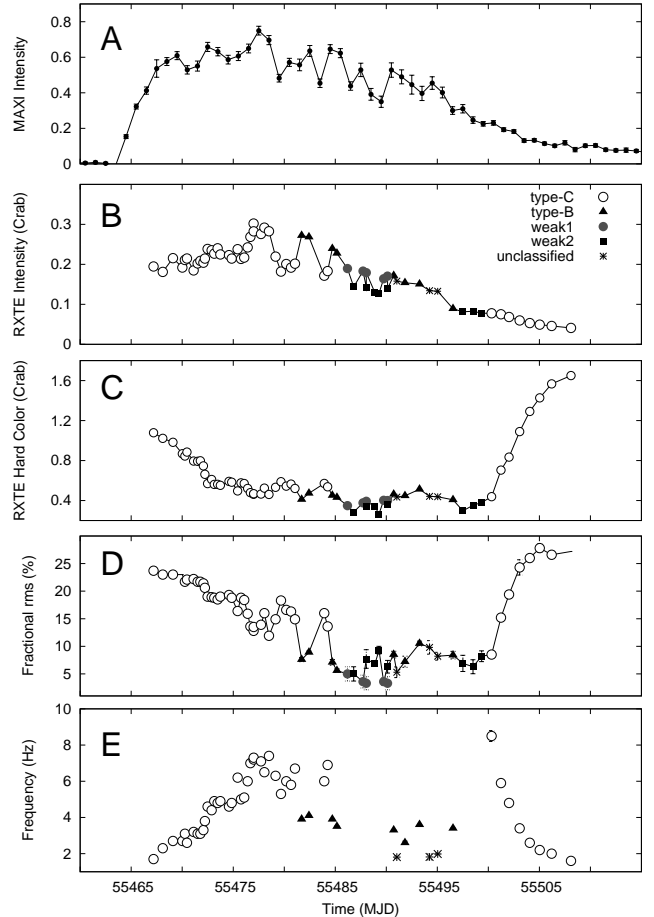 0.8
0.6
0.4
0.2
0
MAXI Intensity
A
0.3
0.2
0.1
0
RXTE Intensity (Crab)
B
type-C
type-B
weak1
weak2
unclassified
1.6
1.2
0.8
0.4
RXTE Hard Color (Crab)
C
25
20
15
10
5
Fractional rms (%)
D
10
8
6
4
2
Frequency (Hz)
E
55465 55475 55485 55495 55505
Time (MJD)